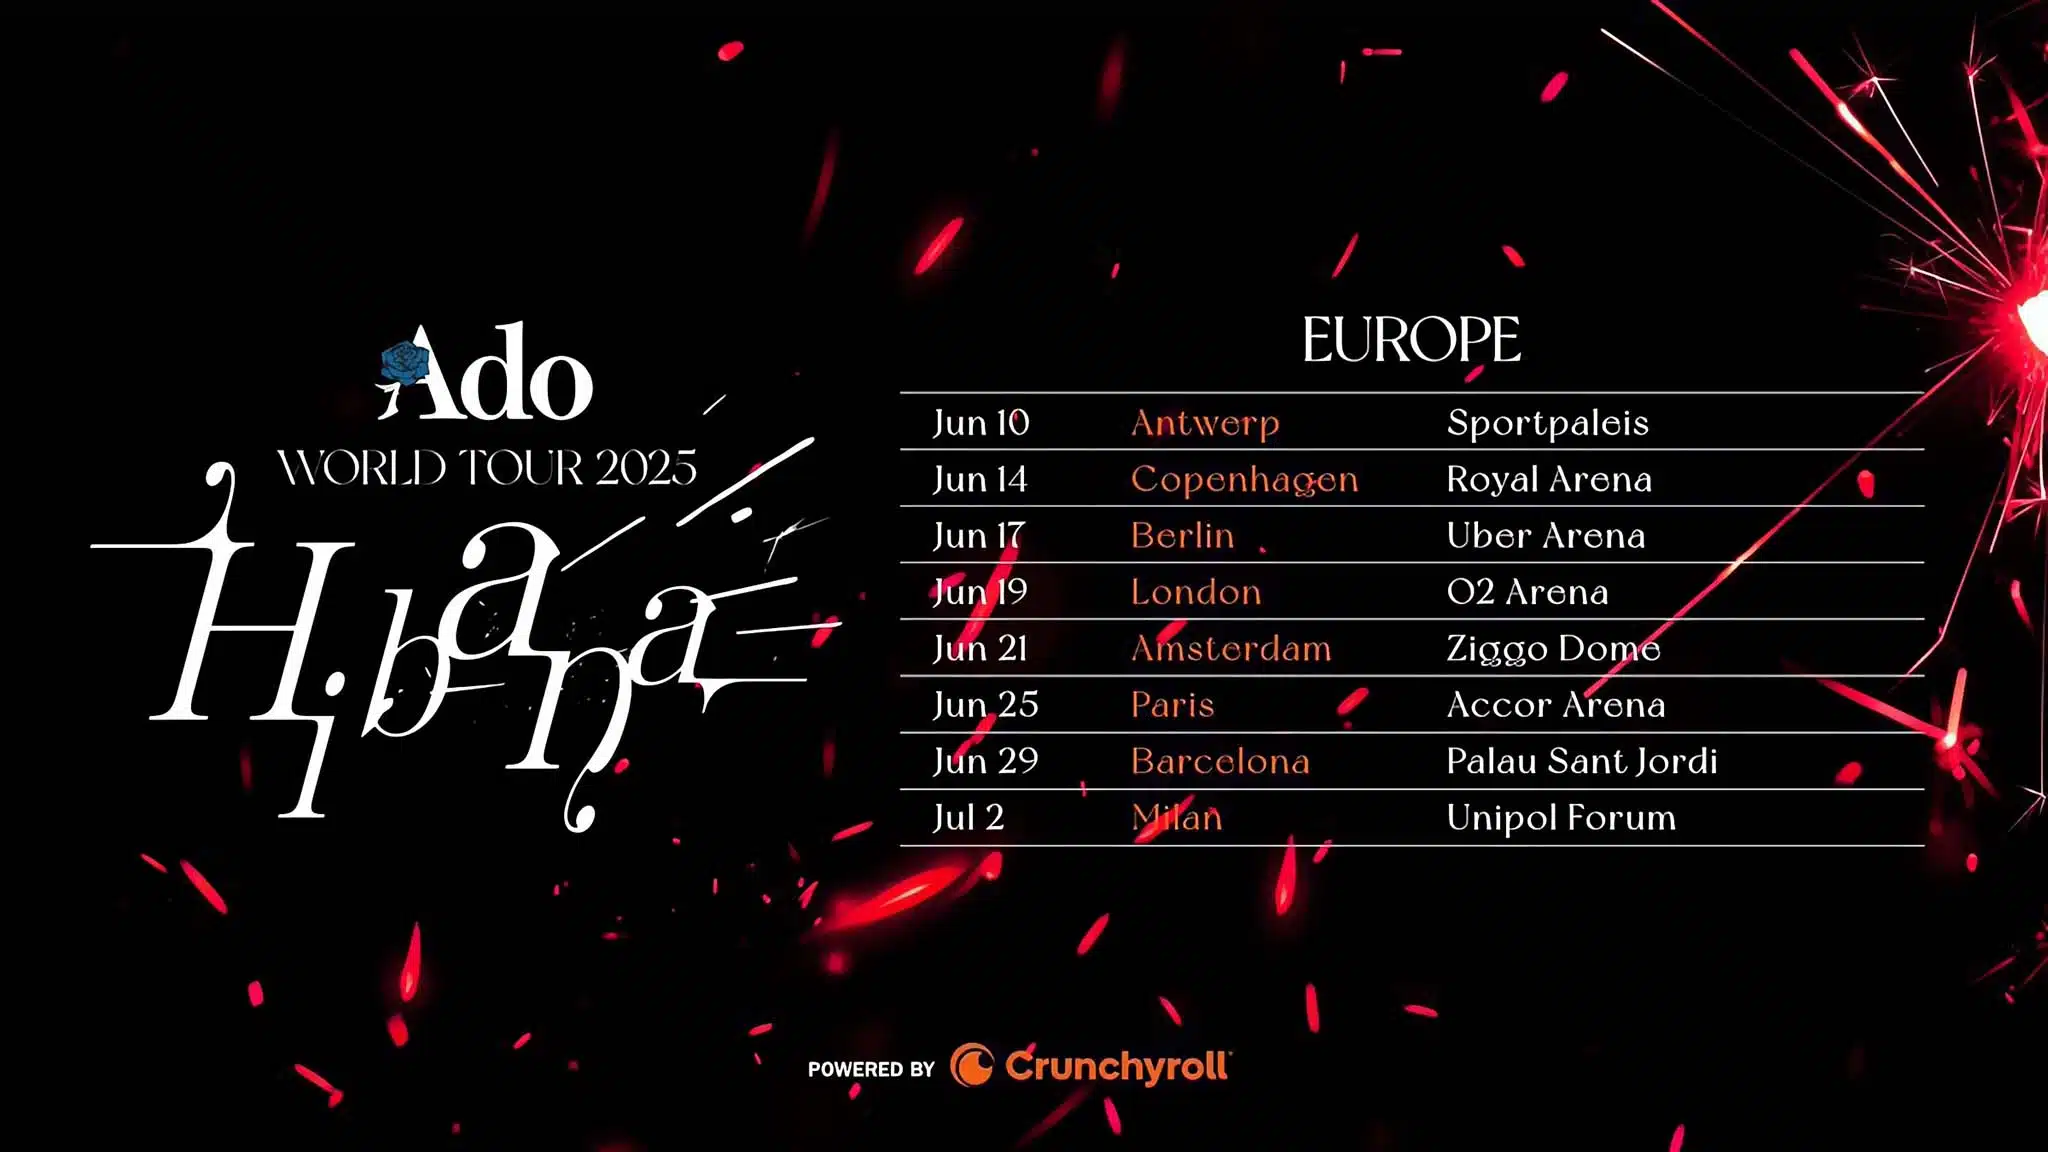 Ado
WORLD TOUR 2025
Hibana
EUROPE
Jun 10 Antwerp Sportpaleis
Jun 14 Copenhagen Royal Arena
Jun 17 Berlin Uber Arena
Jun 19 London O2 Arena
Jun 21 Amsterdam Ziggo Dome
Jun 25 Paris Accor Arena
Jun 29 Barcelona Palau Sant Jordi
Jul 2 Milan Unipol Forum
POWERED BY Crunchyroll